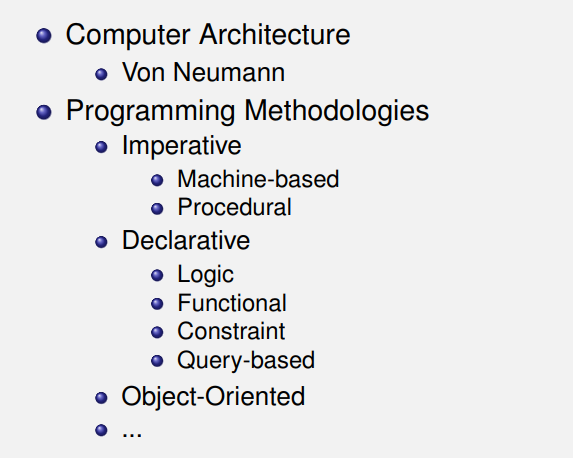 Computer Architecture
Von Neumann
Programming Methodologies
Imperative
Machine-based
Procedural
Declarative
Logic
Functional
Constraint
Query-based
Object-Oriented
...